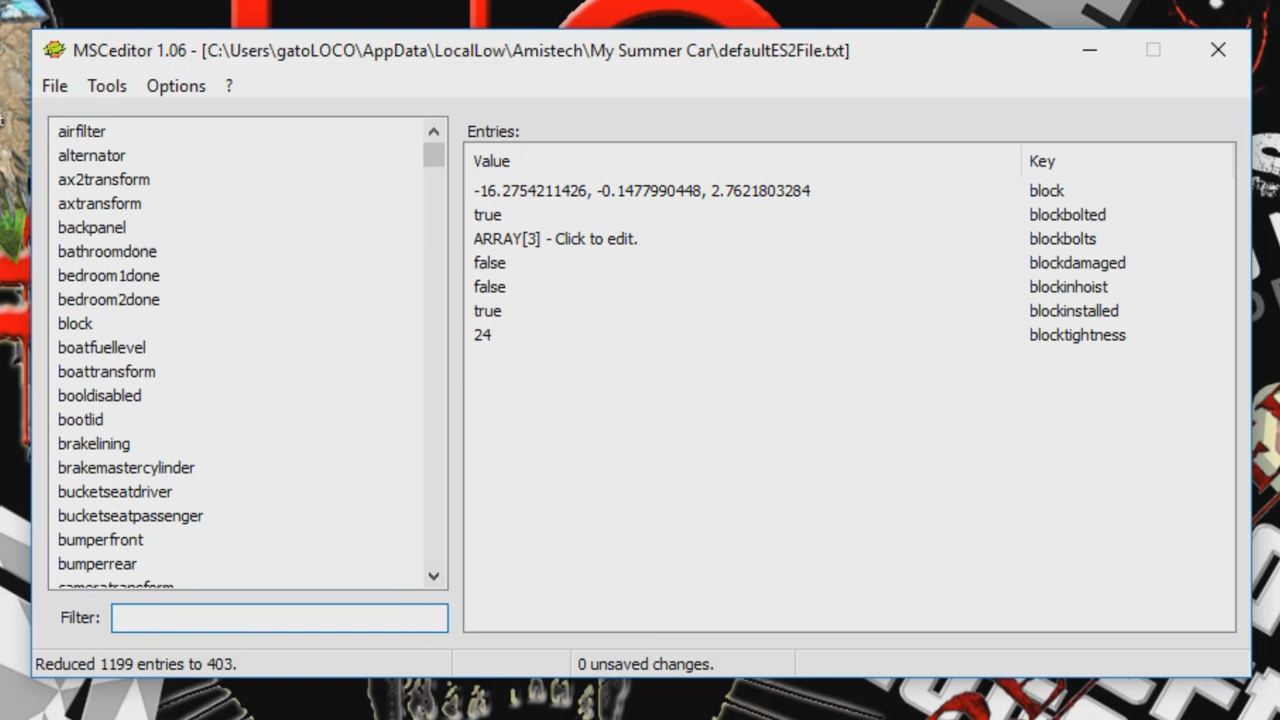 MSCeditor 1.06 - [C:\Users\gatoLOCO\AppData\LocalLow\Amistech\My Summer Car\defaultES2File.txt]
File Tools Options ?
airfilter
alternator
ax2transform
axtransform
backpanel
bathroomdone
bedroom1done
bedroom2done
block
boatfuellevel
boattransform
booldisabled
bootlid
brakelining
brakemastercylinder
bucketseatdriver
bucketseatpassenger
bumperfront
bumperrear
cameratransform
Filter:
Entries:
Value Key
-16.2754211426, -0.1477990448, 2.7621803284 block
true blockbolted
ARRAY[3] - Click to edit. blockbolts
false blockdamaged
false blockinhoist
true blockinstalled
24 blocktightness
Reduced 1199 entries to 403. 0 unsaved changes.